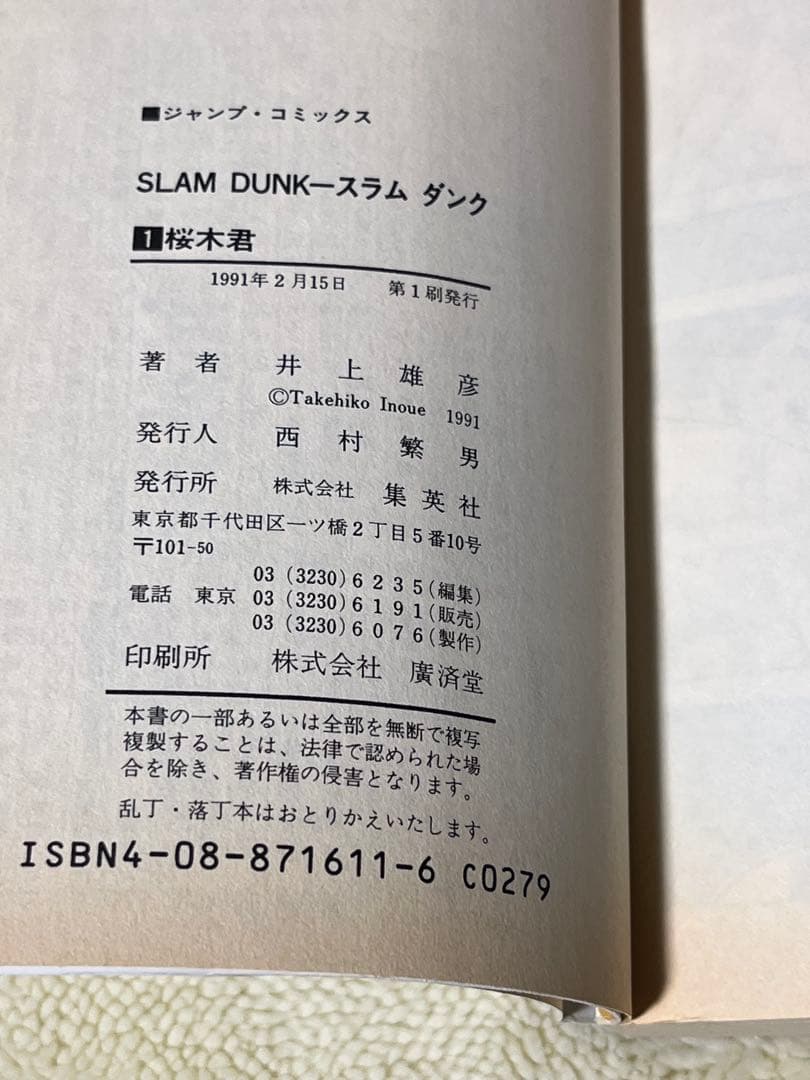 ■ジャンプ・コミックス
SLAM DUNK―スラム ダンク
1桜木君
1991年2月15日 第1刷発行
著者 井上雄彦
©Takehiko Inoue 1991
発行人 西村繁男
発行所 株式会社 集英社
東京都千代田区一ツ橋2丁目5番10号
〒101-50
03 (3230) 6235(編集)
電話 東京 03 (3230) 6191(販売)
03 (3230) 6076(製作)
印刷所 株式会社 廣済堂
本書の一部あるいは全部を無断で複写
複製することは、法律で認められた場
合を除き、著作権の侵害となります。
乱丁・落丁本はおとりかえいたします。
ISBN4-08-871611-6 C0279